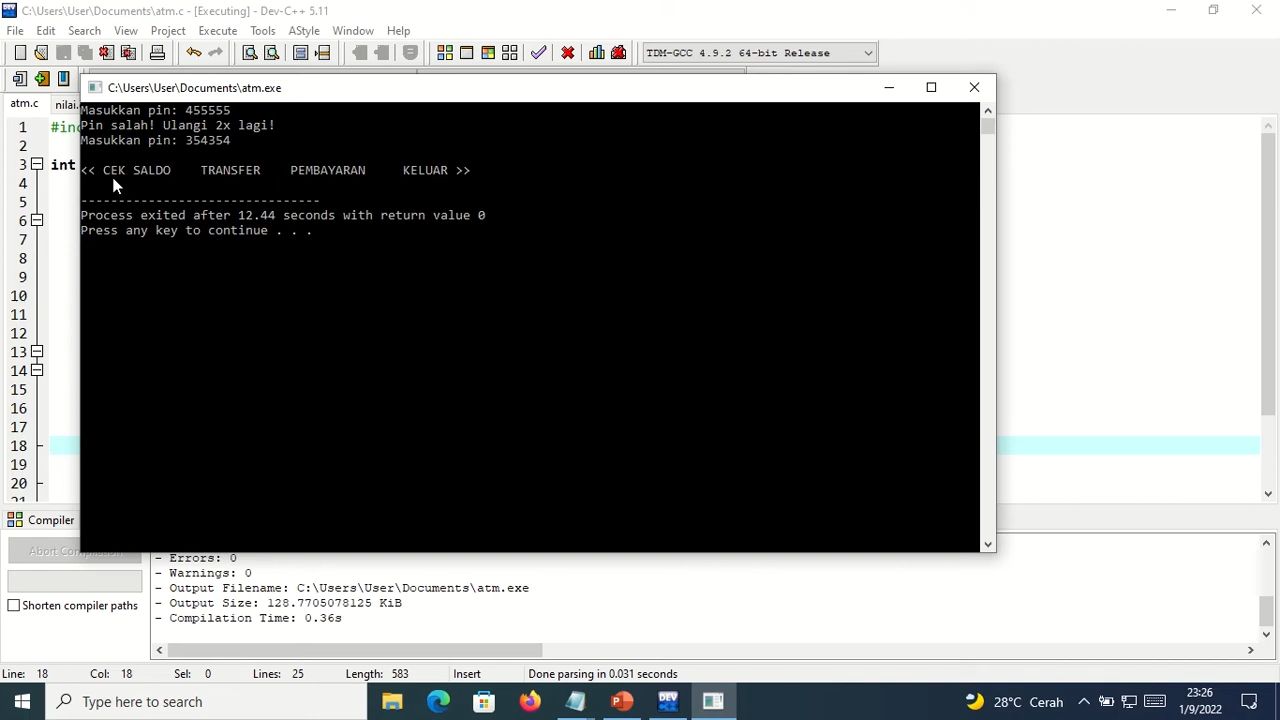 C:\Users\User\Documents\atm.c - [Executing] - Dev-C++ 5.11
File Edit Search View Project Execute Tools AStyle Window Help
TDM-GCC 4.9.2 64-bit Release
C:\Users\User\Documents\atm.exe
atm.c nilai.
Masukkan pin: 455555
Pin salah! Ulangi 2x lagi!
Masukkan pin: 354354
<< CEK SALDO TRANSFER PEMBAYARAN KELUAR >>
--------------------------------
Process exited after 12.44 seconds with return value 0
Press any key to continue . . .
1 #inc
2
3 int
4
5
6
7
8
9
10
11
12
13
14
15
16
17
18
19
20
21
Compiler
Abort Compilation
Shorten compiler paths
- Errors: 0
- Warnings: 0
- Output Filename: C:\Users\User\Documents\atm.exe
- Output Size: 128.7705078125 KiB
- Compilation Time: 0.36s
Line: 18 Col: 18 Sel: 0 Lines: 25 Length: 583 Insert Done parsing in 0.031 seconds
Type here to search
DEV
28°C Cerah
23:26
1/9/2022